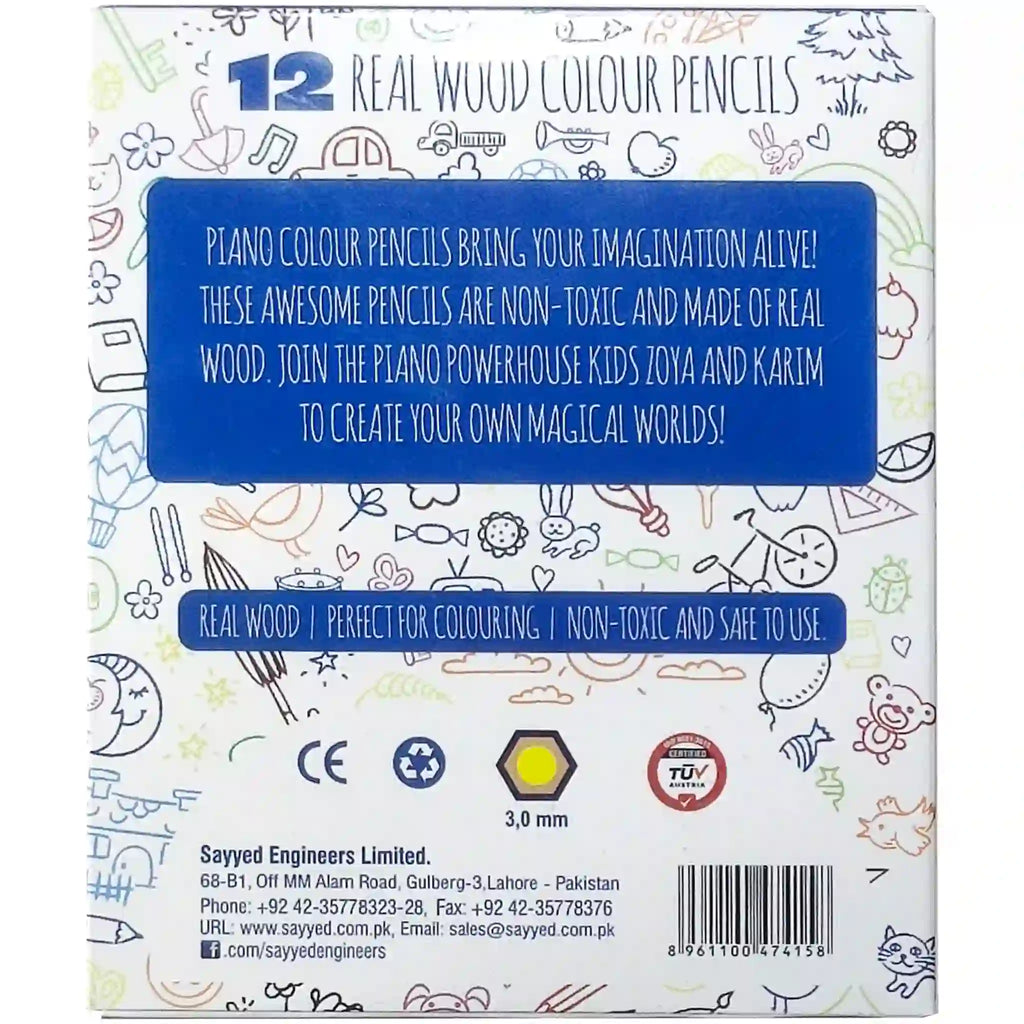 12 REAL WOOD COLOUR PENCILS
PIANO COLOUR PENCILS BRING YOUR IMAGINATION ALIVE!
THESE AWESOME PENCILS ARE NON-TOXIC AND MADE OF REAL
WOOD. JOIN THE PIANO POWERHOUSE KIDS ZOYA AND KARIM
TO CREATE YOUR OWN MAGICAL WORLDS!
REAL WOOD | PERFECT FOR COLOURING | NON-TOXIC AND SAFE TO USE.
CE
CERTIFIED
TÜV
AUSTRIA
3,0 mm
Sayyed Engineers Limited.
68-B1, Off MM Alam Road, Gulberg-3,Lahore - Pakistan
Phone: +92 42-35778323-28, Fax: +92 42-35778376
URL: www.sayyed.com.pk, Email: sales@sayyed.com.pk
f.com/sayyedengineers
8 961100 474158